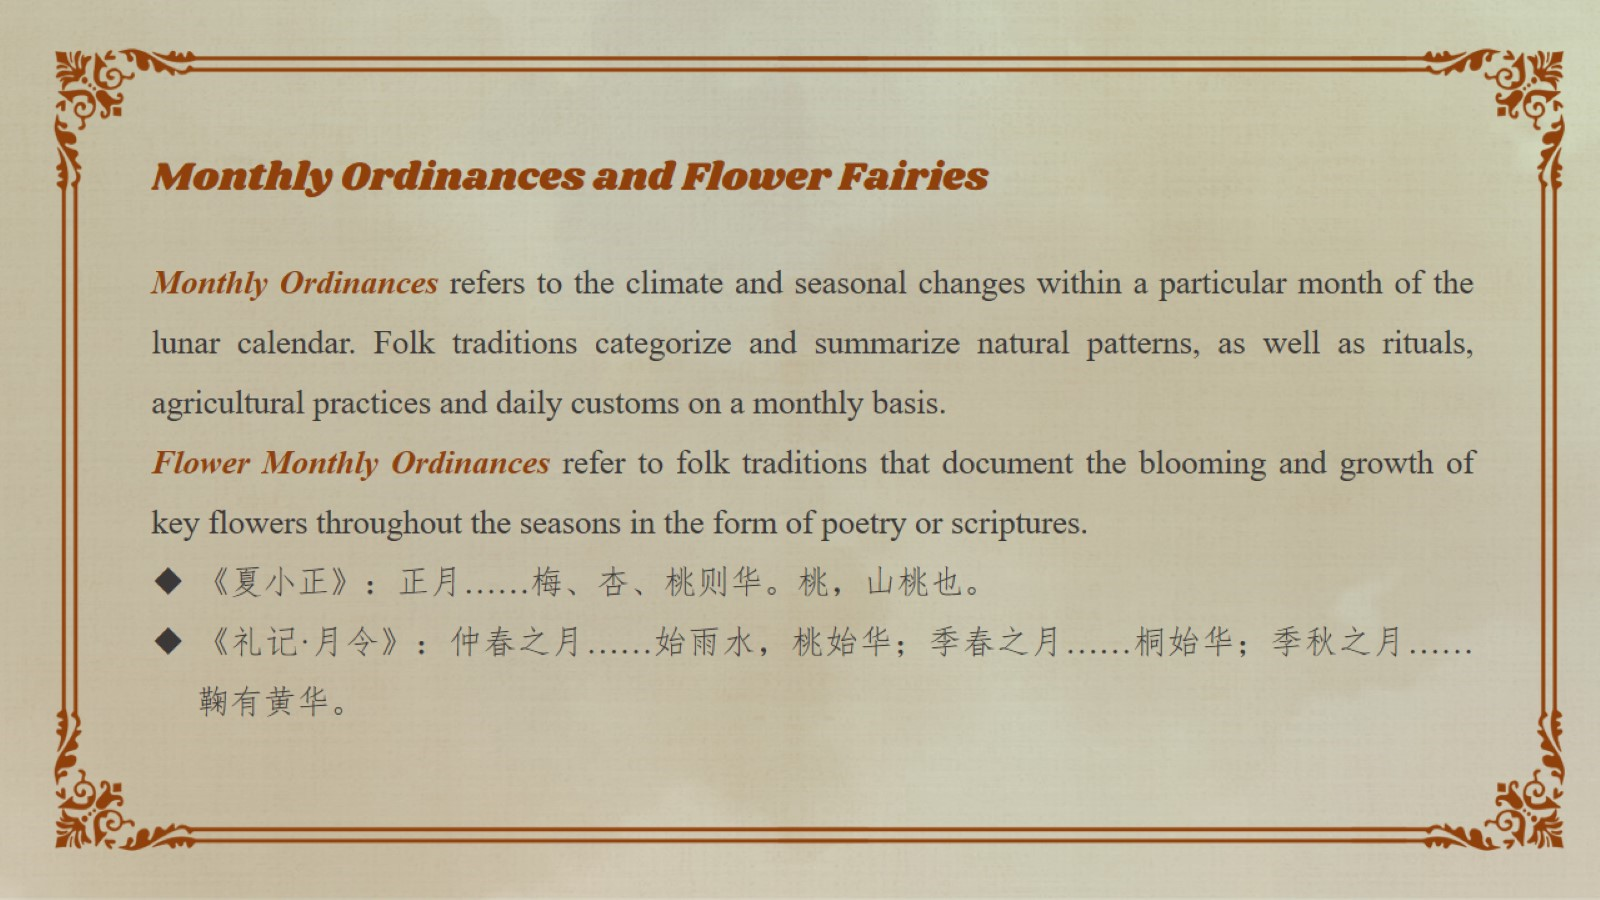 Monthly Ordinances and Flower Fairies
Monthly Ordinances refers to the climate and seasonal changes within a particular month of the
lunar calendar. Folk traditions categorize and summarize natural patterns, as well as rituals,
agricultural practices and daily customs on a monthly basis.
Flower Monthly Ordinances refer to folk traditions that document the blooming and growth of
key flowers throughout the seasons in the form of poetry or scriptures.
◆ 《夏小正》：正月……梅、杏、桃则华。桃，山桃也。
◆ 《礼记·月令》：仲春之月……始雨水，桃始华；季春之月……桐始华；季秋之月……
鞠有黄华。